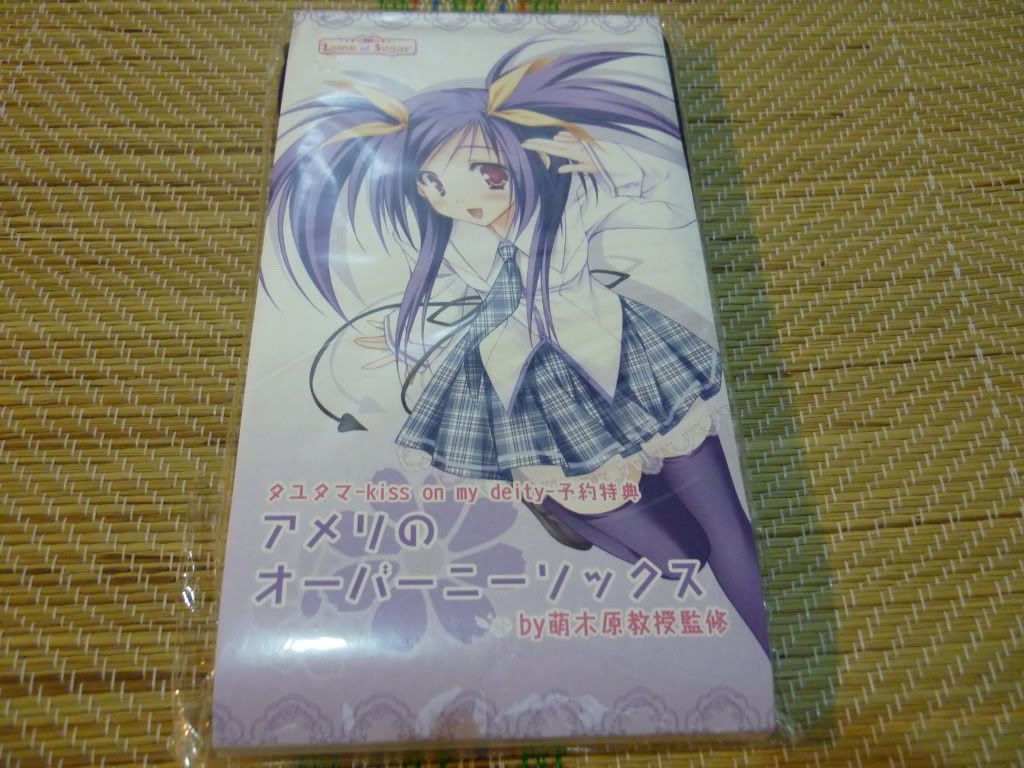 Lump of Sugar
タユタマ-kiss on my deity-予約特典
アメリの
オーバーニーソックス
by萌木原教授監修